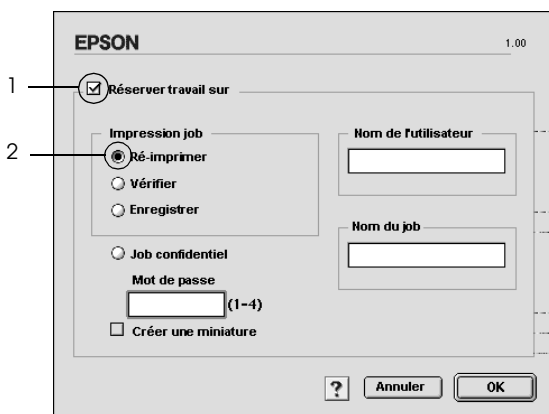 EPSON
1.00
1
Réserver travail sur
Impression job
2
Ré-imprimer
Vérifier
Enregistrer
Nom de l'utilisateur
Job confidentiel
Nom du job
Mot de passe
(1-4)
Créer une miniature
?
Annuler
OK